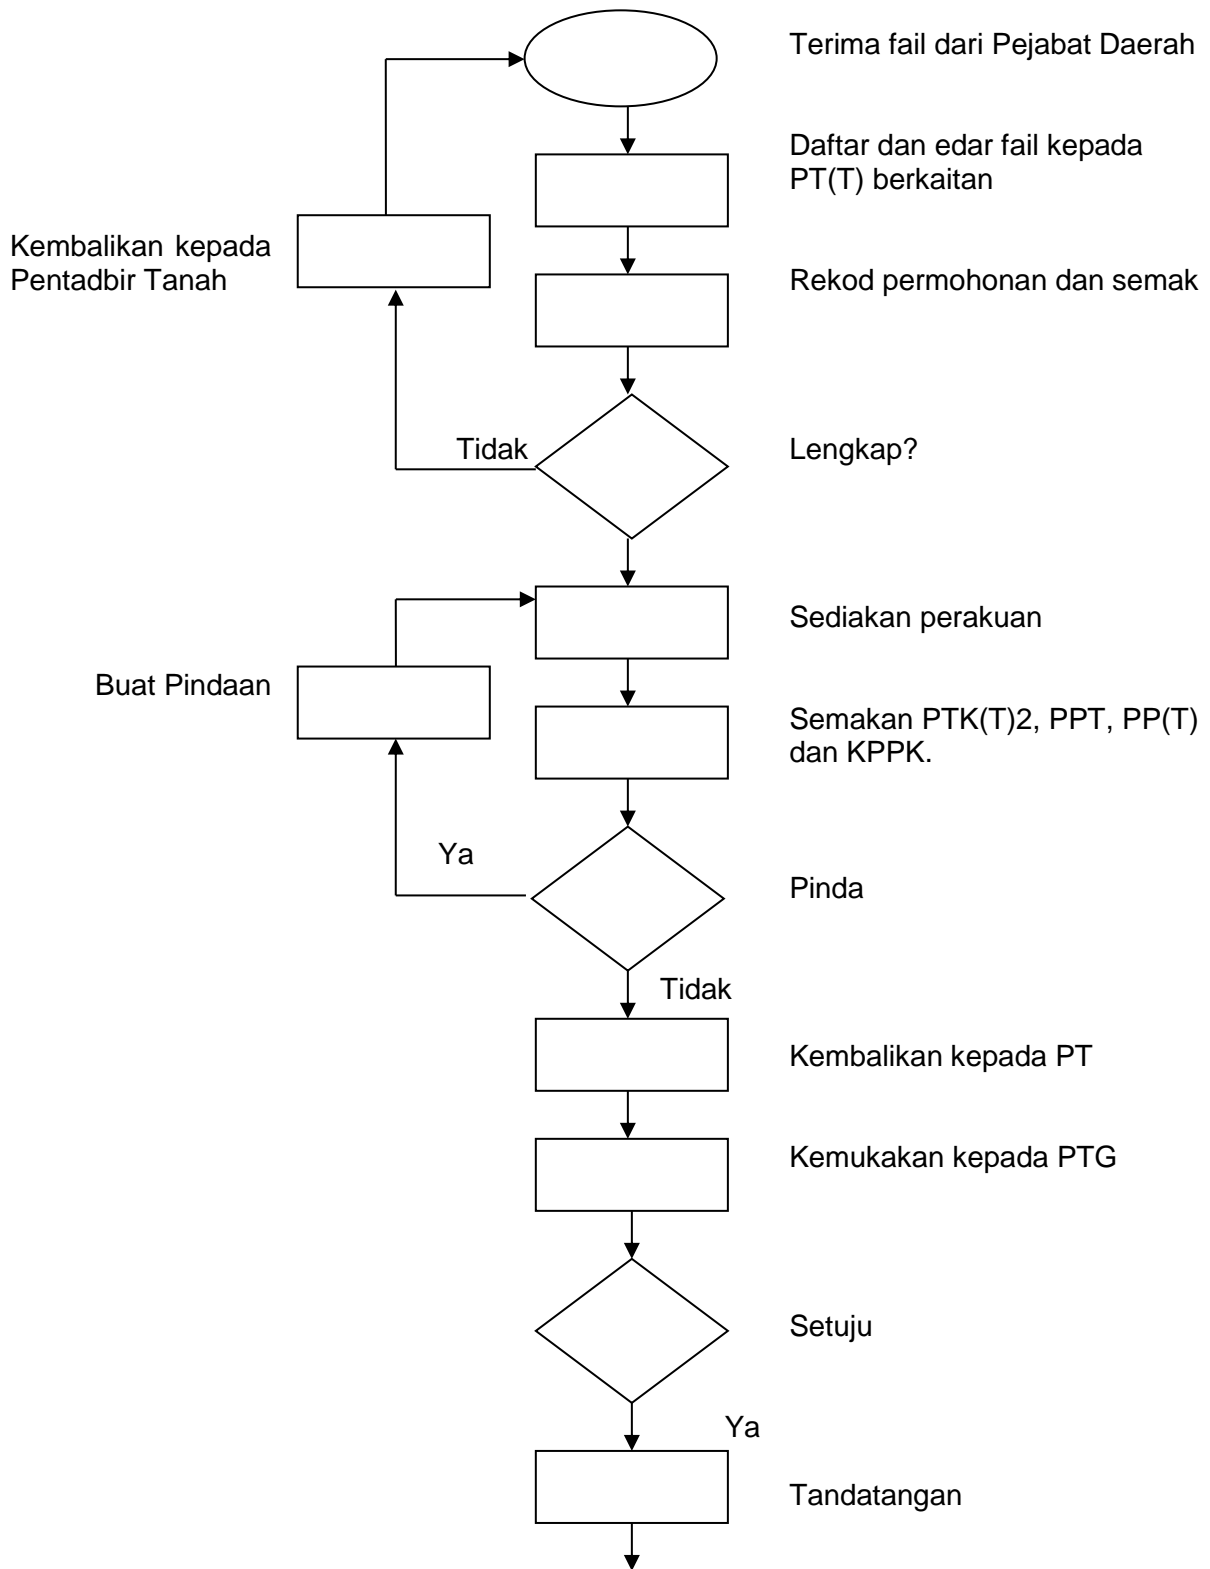 Terima fail dari Pejabat Daerah
Daftar dan edar fail kepada
PT(T) berkaitan
Kembalikan kepada
Pentadbir Tanah
Rekod permohonan dan semak
Tidak
Lengkap?
Sediakan perakuan
Buat Pindaan
Semakan PTK(T)2, PPT, PP(T)
dan KPPK.
Ya
Pinda
Tidak
Kembalikan kepada PT
Kemukakan kepada PTG
Setuju
Ya
Tandatangan